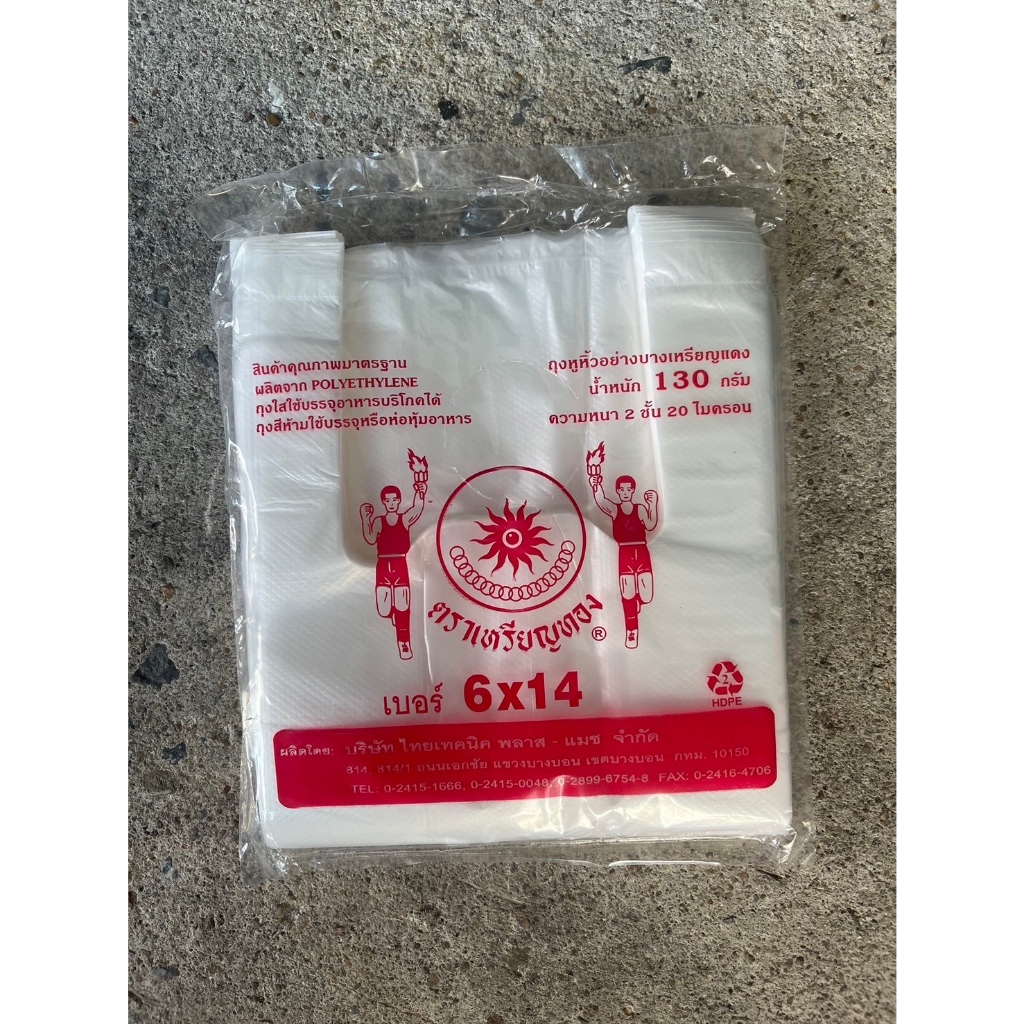 สินค้าคุณภาพมาตรฐาน
ผลิตจาก POLYETHYLENE
ถุงใสใช้บรรจุอาหารบริโภคได้
ถุงสีห้ามใช้บรรจุหรือห่อหุ้มอาหาร
ถุงหูหิ้วอย่างบางเหรียญแดง
น้ำหนัก 130 กรัม
ความหนา 2 ชั้น 20 ไมครอน
ตราเหรียญทอง ®
เบอร์ 6x14
2
HDPE
ผลิตโดย: บริษัท ไทยเทคนิค พลาส - แมช จำกัด
814, 814/1 ถนนเอกชัย แขวงบางบอน เขตบางบอน กทม. 10150
TEL: 0-2415-1666, 0-2415-0048, 0-2899-6754-8 FAX: 0-2416-4706